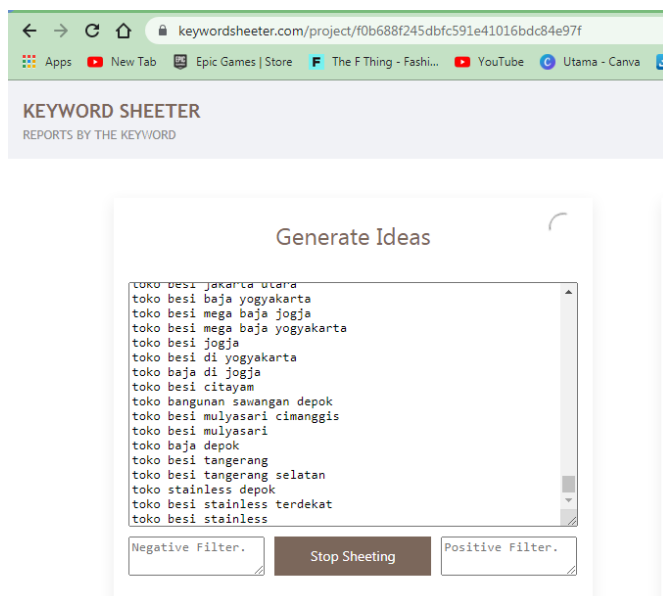 keywordsheeter.com/project/f0b688f245dbfc591e41016bdc84e97f
Apps New Tab Epic Games | Store The F Thing - Fashi... YouTube Utama - Canva
KEYWORD SHEETER
REPORTS BY THE KEYWORD
Generate Ideas
toko besi jakarta utara
toko besi baja yogyakarta
toko besi mega baja jogja
toko besi mega baja yogyakarta
toko besi jogja
toko besi di yogyakarta
toko baja di jogja
toko besi citayam
toko bangunan sawangan depok
toko besi mulyasari cimanggis
toko besi mulyasari
toko baja depok
toko besi tangerang
toko besi tangerang selatan
toko stainless depok
toko besi stainless terdekat
toko besi stainless
Negative Filter. Stop Sheeting Positive Filter.